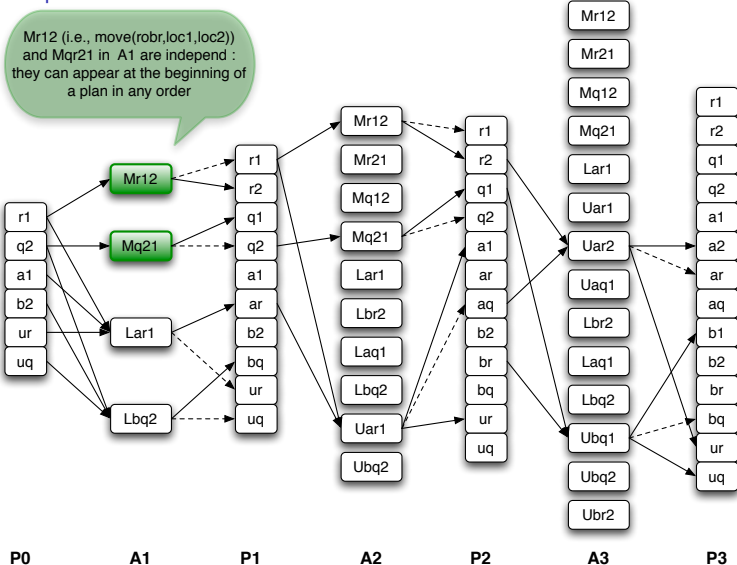 Mr12 (i.e., move(robr,loc1,loc2))
and Mqr21 in A1 are independ :
they can appear at the beginning of
a plan in any order
r1
q2
a1
b2
ur
uq
Mr12
Mq21
Lar1
Lbq2
r1
r2
q1
q2
a1
ar
b2
bq
ur
uq
Mr12
Mr21
Mq12
Mq21
Lar1
Lbr2
Laq1
Lbq2
Uar1
Ubq2
r1
r2
q1
q2
a1
ar
aq
b2
br
bq
ur
uq
Mr12
Mr21
Mq12
Mq21
Lar1
Uar1
Uar2
Uaq1
Lbr2
Laq1
Lbq2
Ubq1
Ubq2
Ubr2
r1
r2
q1
q2
a1
a2
ar
aq
b1
b2
br
bq
ur
uq
P0 A1 P1 A2 P2 A3 P3